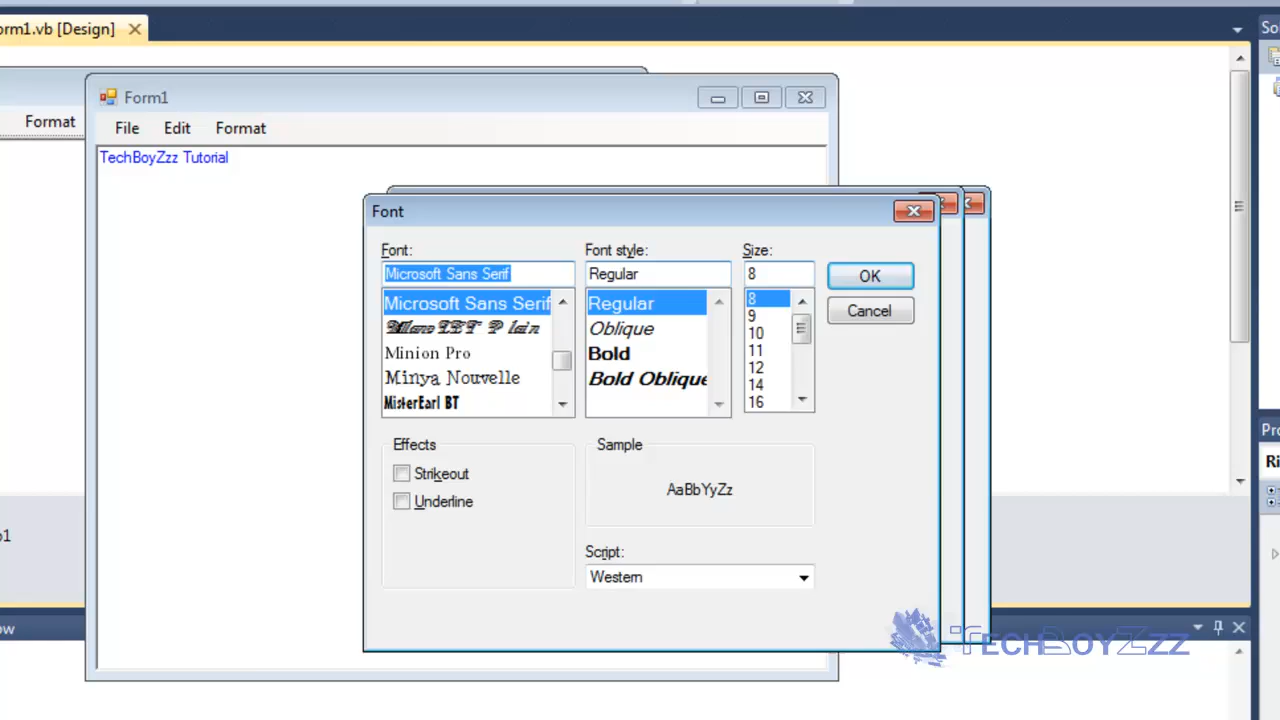 orm1.vb [Design]
So
Format
Form1
File Edit Format
TechBoyZzz Tutorial
Font
Font: Font style: Size:
Microsoft Sans Serif Regular 8
OK
Cancel
Microsoft Sans Serif Regular 8
9
Oblique
10
Minion Pro Bold 11
Minya Nouvelle Bold Oblique 12
14
MisterEarl BT 16
Effects Sample
Strikeout
AaBbYyZz
Underline
Script:
Western
Pro
Ri
o1
ow
TechBoyZzz